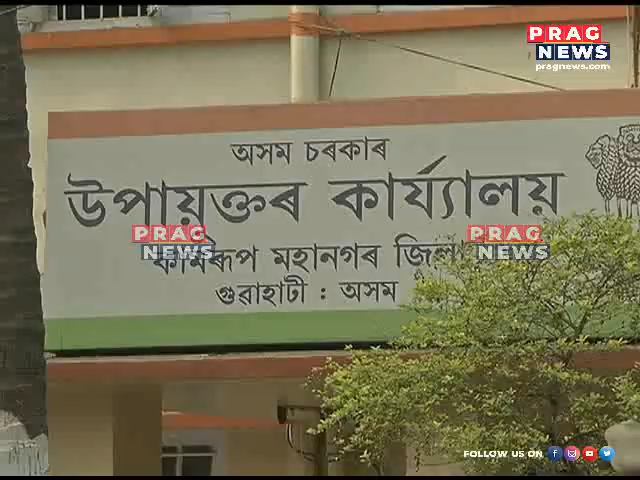 PRAG
NEWS
pragnews.com
অসম চৰকাৰ
উপায়ুক্তৰ কাৰ্য্যালয়
PRAG
NEWS
PRAG
NEWS
কামৰূপ মহানগৰ জিলা
গুৱাহাটী : অসম
FOLLOW US ON